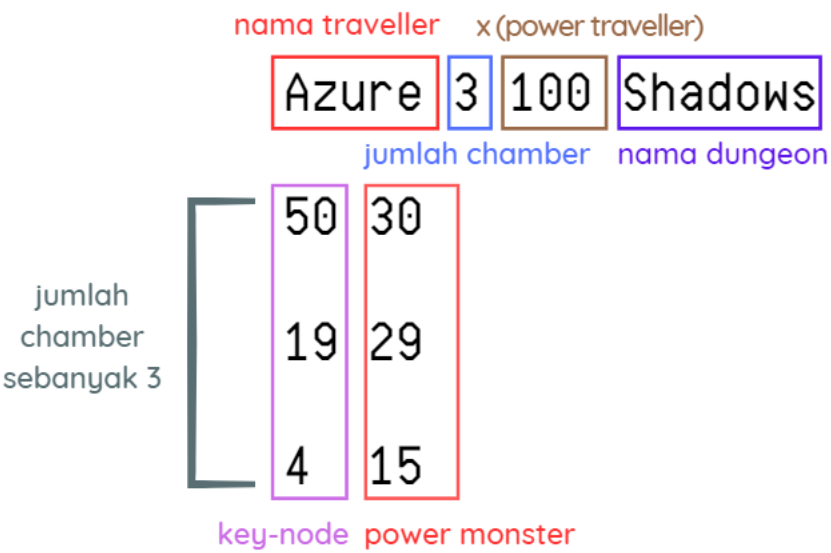 nama traveller x (power traveller)
Azure 3 100 Shadows
jumlah chamber nama dungeon
50 30
jumlah
chamber
sebanyak 3
19 29
4 15
key-node power monster